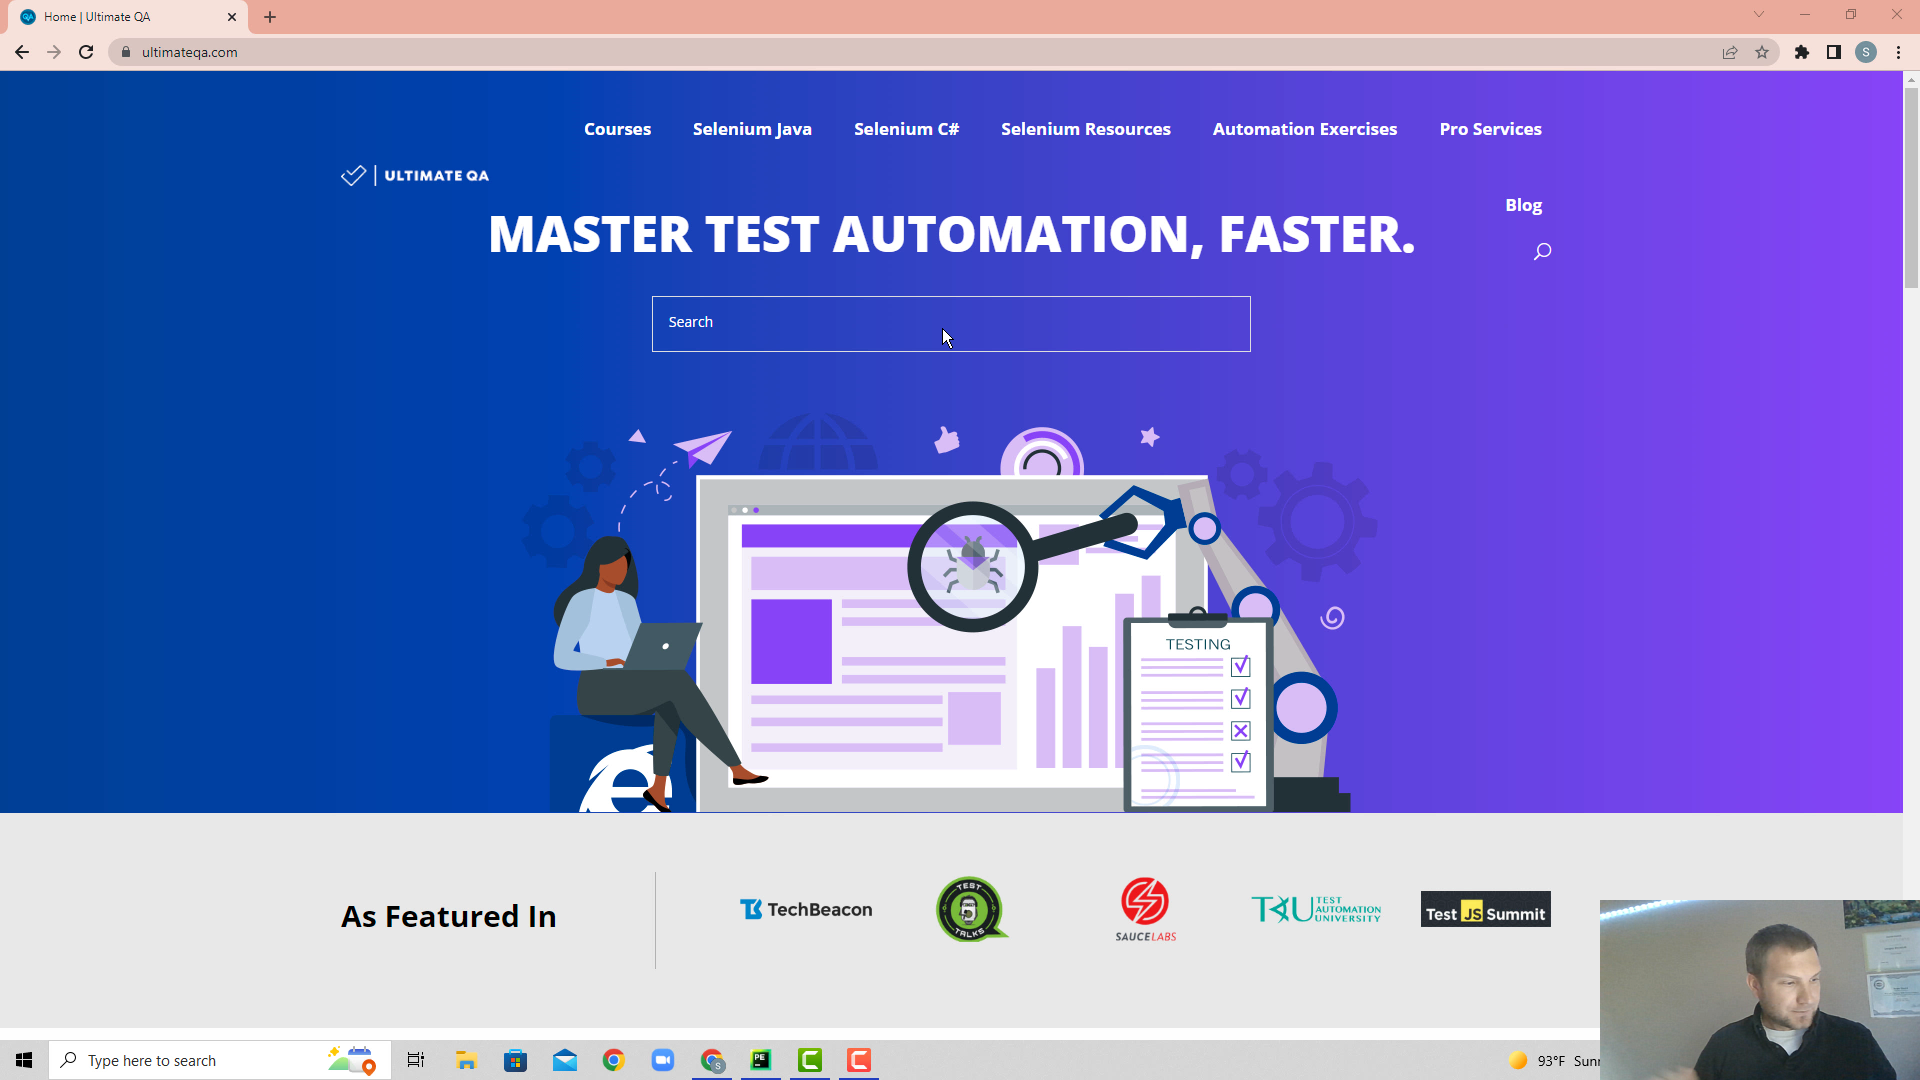 Home | Ultimate QA
ultimateqa.com
S
Courses
Selenium Java
Selenium C#
Selenium Resources
Automation Exercises
Pro Services
ULTIMATE QA
Blog
MASTER TEST AUTOMATION, FASTER.
Search
TESTING
As Featured In
TechBeacon
TEST
TALKS
SAUCELABS
TAU TEST
AUTOMATION
UNIVERSITY
Test JS Summit
Type here to search
S
PE
C
C
93°F Sunn